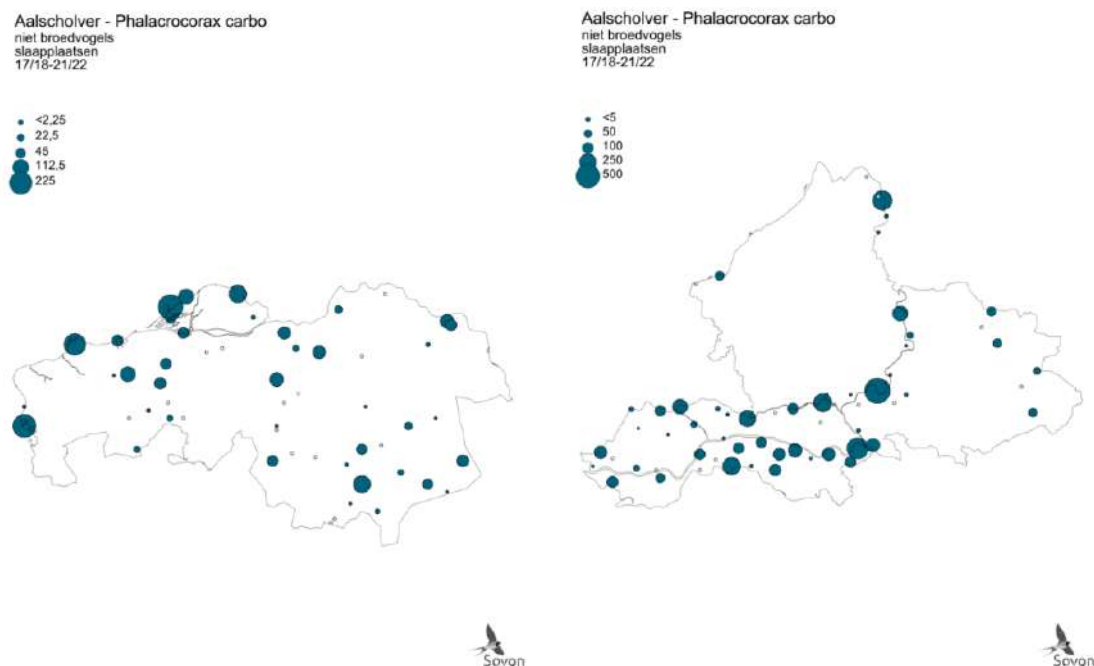 Aalscholver - Phalacrocorax carbo
niet broedvogels
slaapplaatsen
17/18-21/22
<2,25
22,5
45
112,5
225
Sovon
Aalscholver - Phalacrocorax carbo
niet broedvogels
slaapplaatsen
17/18-21/22
<5
50
100
250
500
Sovon